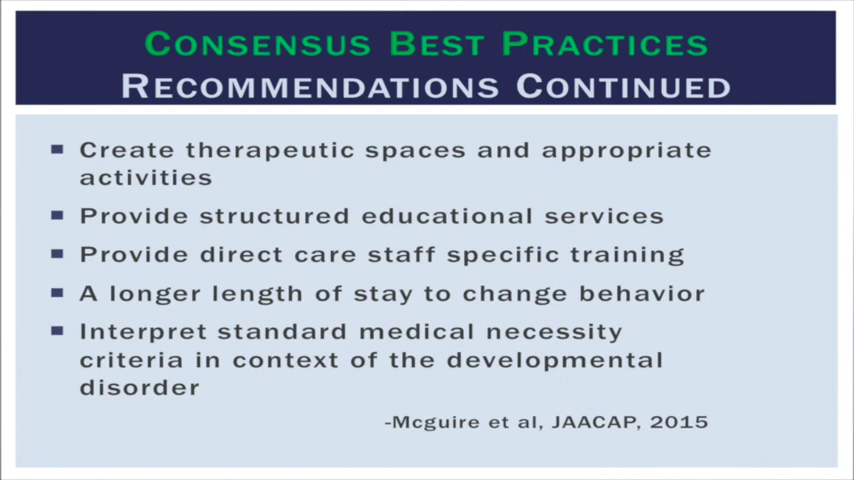 CONSENSUS BEST PRACTICES
RECOMMENDATIONS CONTINUED
▪ Create therapeutic spaces and appropriate
activities
▪ Provide structured educational services
▪ Provide direct care staff specific training
▪ A longer length of stay to change behavior
▪ Interpret standard medical necessity
criteria in context of the developmental
disorder
-Mcguire et al, JAACAP, 2015